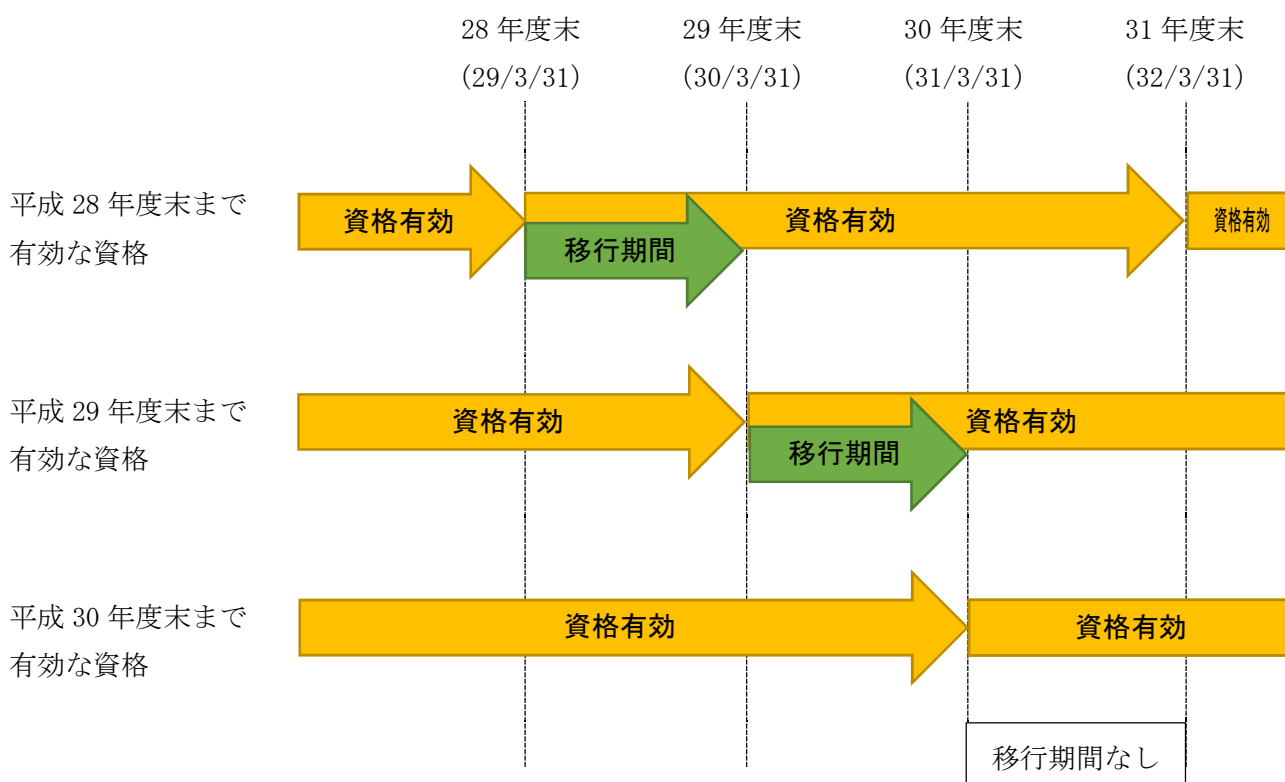 28 年度末 29 年度末 30 年度末 31 年度末
(29/3/31) (30/3/31) (31/3/31) (32/3/31)
平成 28 年度末まで
有効な資格
資格有効 資格有効 資格有効
移行期間
平成 29 年度末まで
有効な資格
資格有効 資格有効
移行期間
平成 30 年度末まで
有効な資格
資格有効 資格有効
移行期間なし